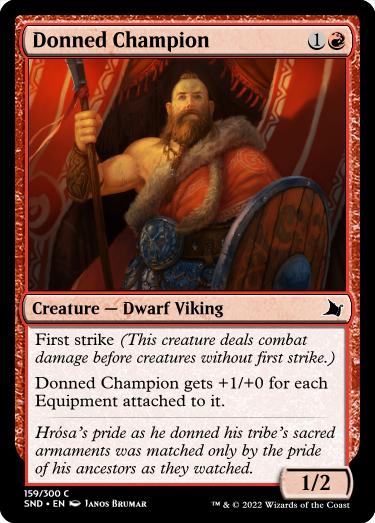 Donned Champion 1
Creature — Dwarf Viking
First strike (This creature deals combat
damage before creatures without first strike.)
Donned Champion gets +1/+0 for each
Equipment attached to it.
Hrósa's pride as he donned his tribe's sacred
armaments was matched only by the pride
of his ancestors as they watched.
1/2
159/300 C
SND • EN Janos Brumar
™ & © 2022 Wizards of the Coast